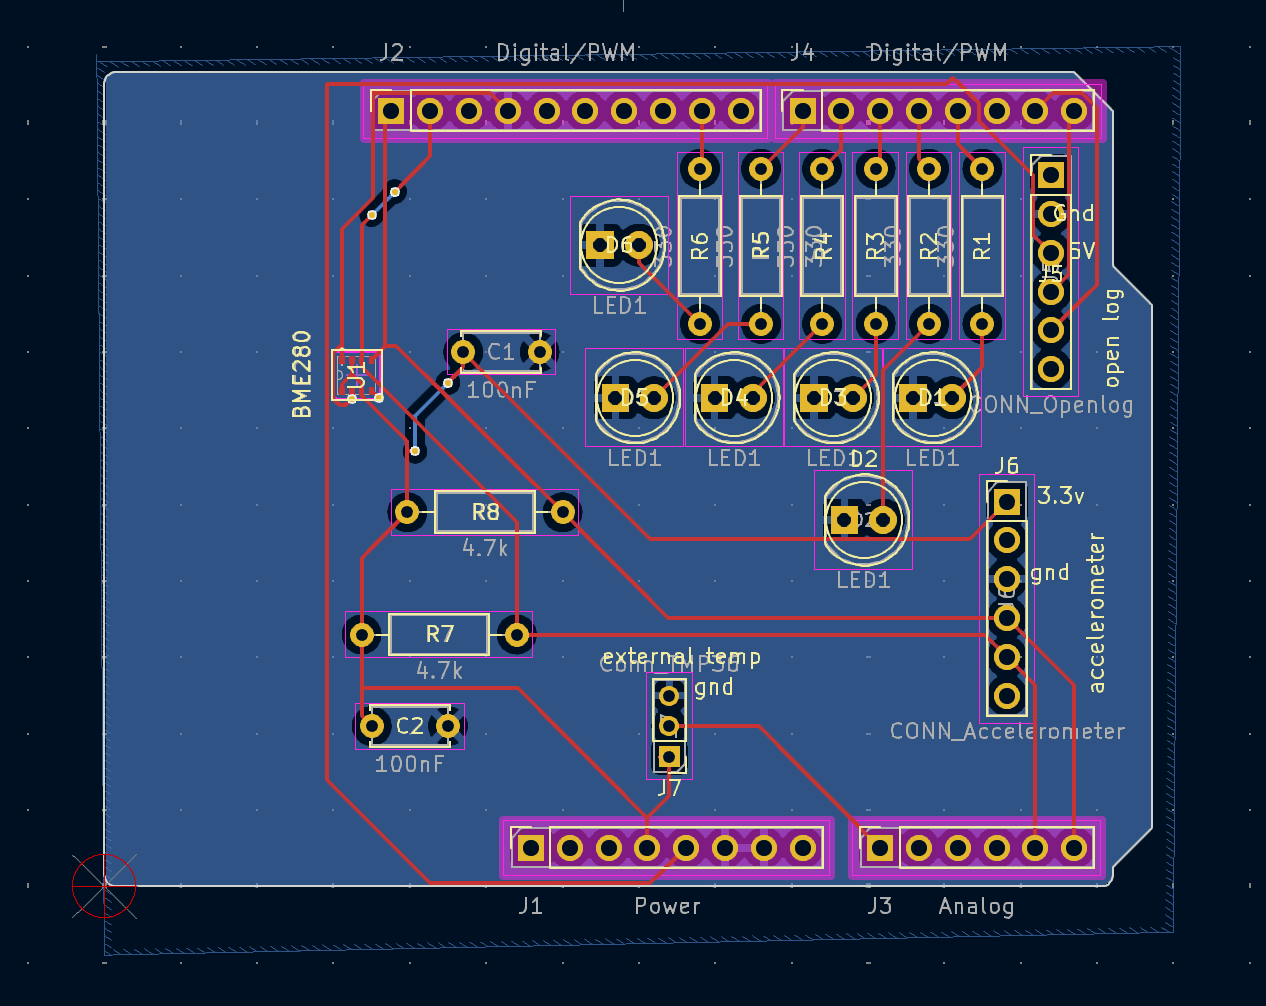 J2 Digital/PWM J4 Digital/PWM
Gnd
5V
J5
D6
R6 R5 R4 R3 R2 R1
330 330 330 330 330 330
LED1
open log
BME280
U1
C1
100nF
D5 D4 D3 D1
CONN_Openlog
LED1 LED1 LED1 LED1
D2
J6
3.3v
R8
4.7k
D2
LED1
gnd
J6
accelerometer
R7
4.7k
external temp
gnd
C2
100nF
CONN_Accelerometer
J7
J1 Power J3 Analog